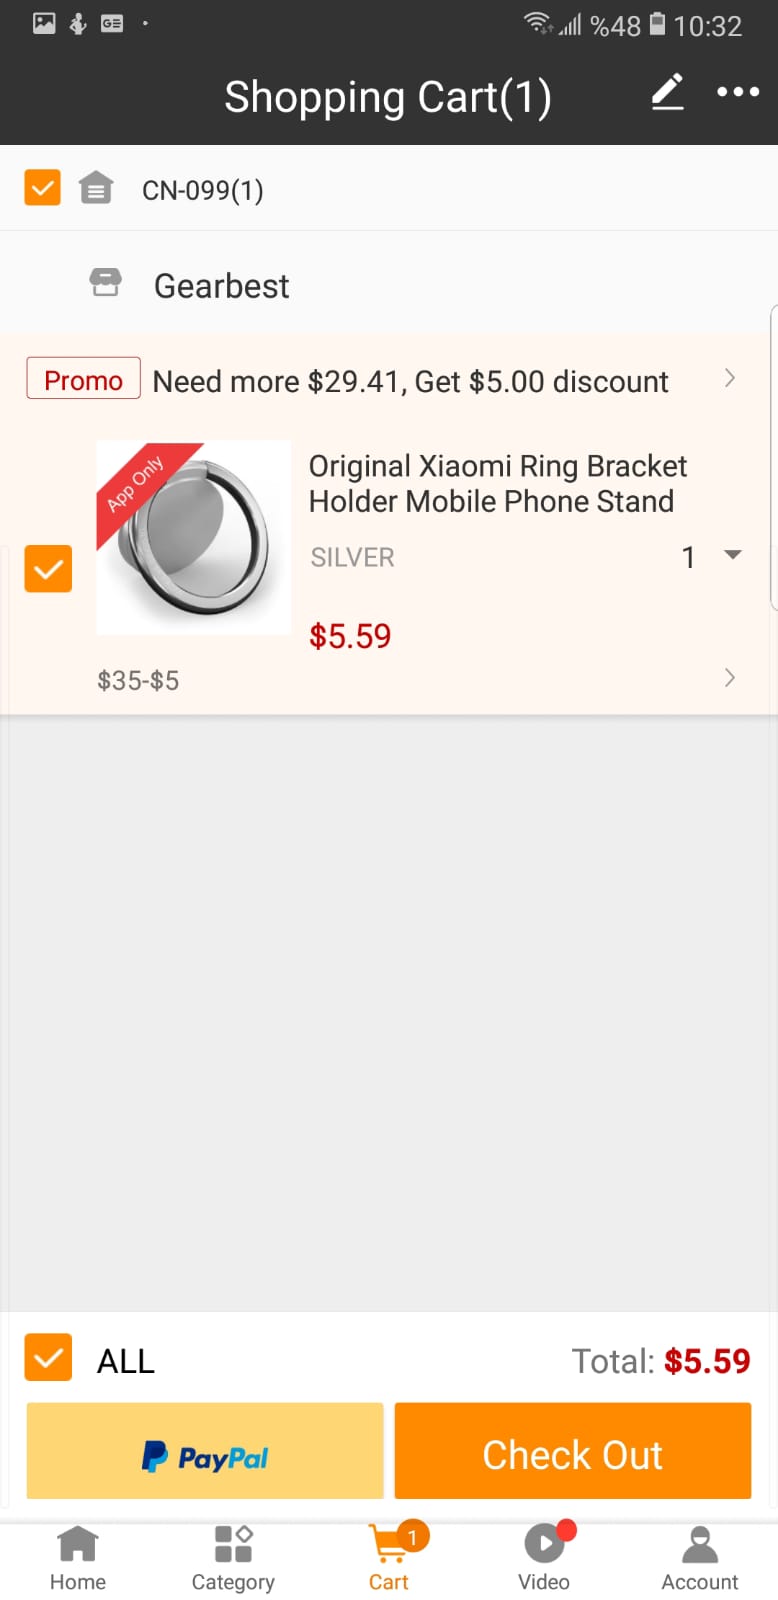 GE
%48 10:32
Shopping Cart(1)
CN-099(1)
Gearbest
Promo Need more $29.41, Get $5.00 discount
App Only
Original Xiaomi Ring Bracket
Holder Mobile Phone Stand
SILVER 1
$5.59
$35-$5
ALL Total: $5.59
PayPal Check Out
1
Home Category Cart Video Account